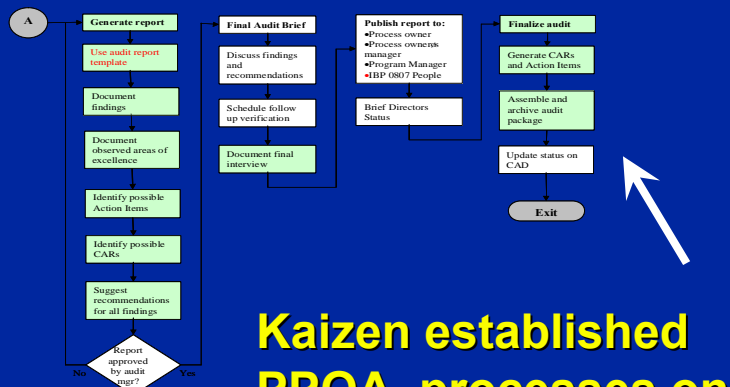 A
Generate report
Use audit report
template
Document
findings
Document
observed areas of
excellence
Identify possible
Action Items
Identify possible
CARs
Suggest
recommendations
for all findings
Report
approved
by audit
mgr?
No
Yes
Final Audit Brief
Discuss findings
and
recommendations
Schedule follow
up verification
Document final
interview
Publish report to:
•Process owner
•Process owner's
manager
•Program Manager
•IBP 0807 People
Brief Directors
Status
Finalize audit
Generate CARs
and Action Items
Assemble and
archive audit
package
Update status on
CAD
Exit
Kaizen established
PPQA processes on